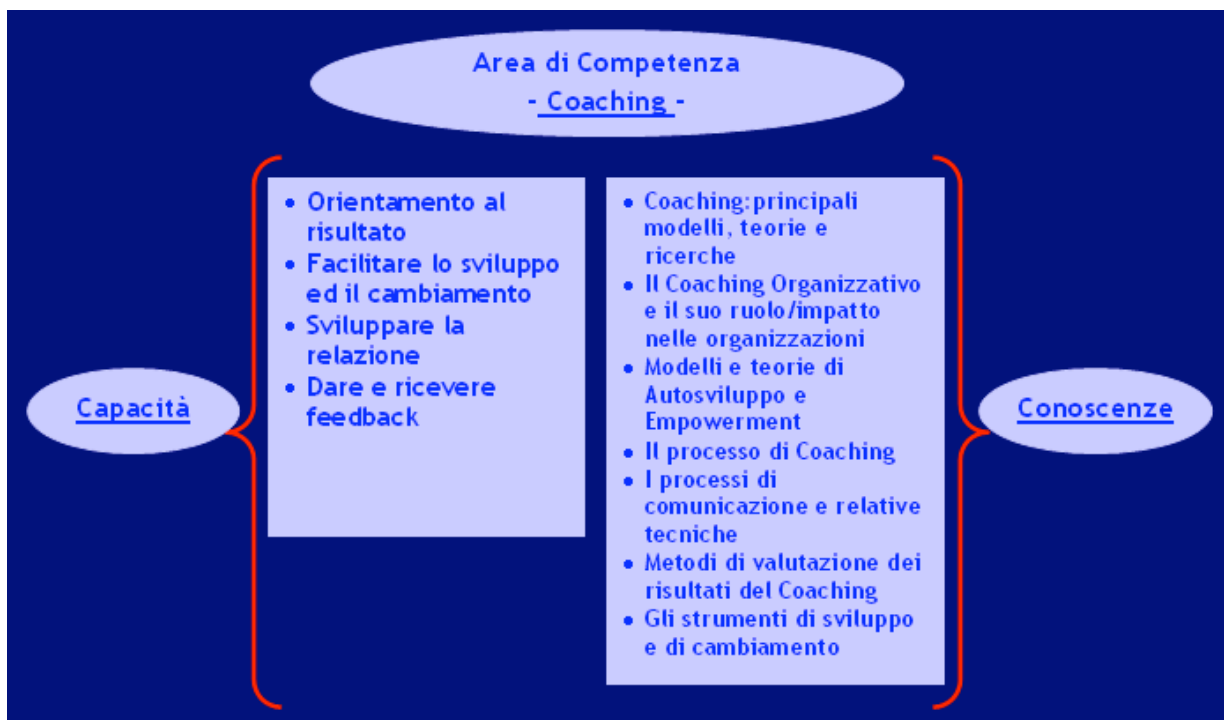 Area di Competenza
- Coaching -
Capacità
• Orientamento al
risultato
• Facilitare lo sviluppo
ed il cambiamento
• Sviluppare la
relazione
• Dare e ricevere
feedback
• Coaching:principali
modelli, teorie e
ricerche
• Il Coaching Organizzativo
e il suo ruolo/impatto
nelle organizzazioni
• Modelli e teorie di
Autosviluppo e
Empowerment
• Il processo di Coaching
• I processi di
comunicazione e relative
tecniche
• Metodi di valutazione dei
risultati del Coaching
• Gli strumenti di sviluppo
e di cambiamento
Conoscenze